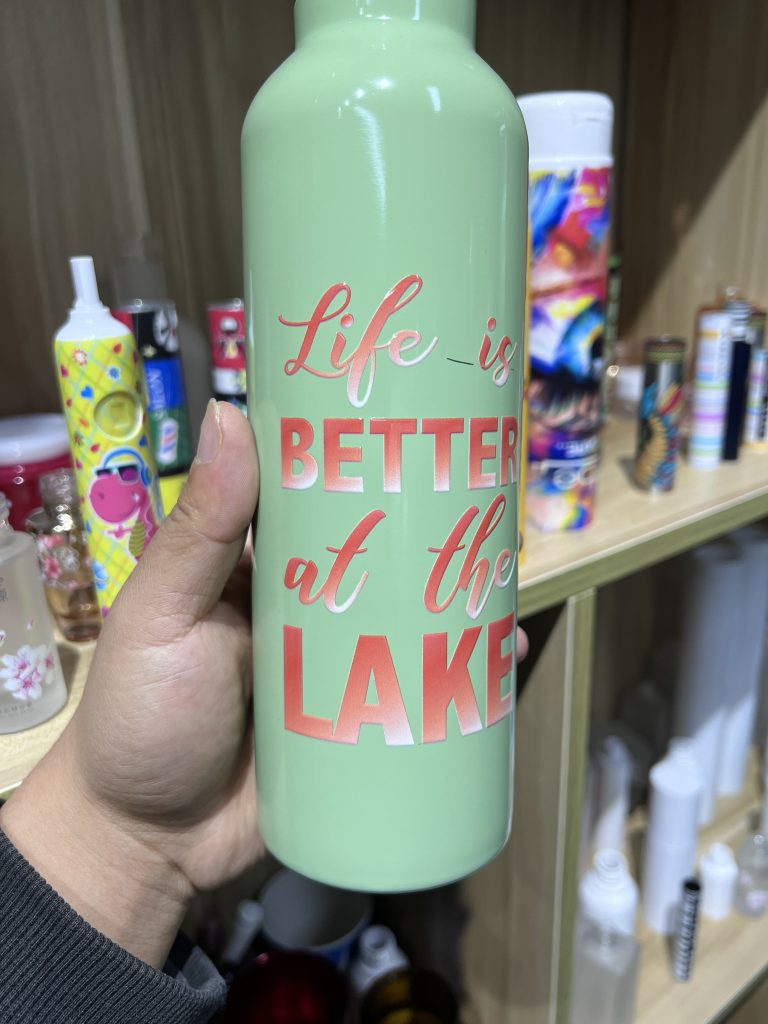 Life is
BETTER
at the
LAKE